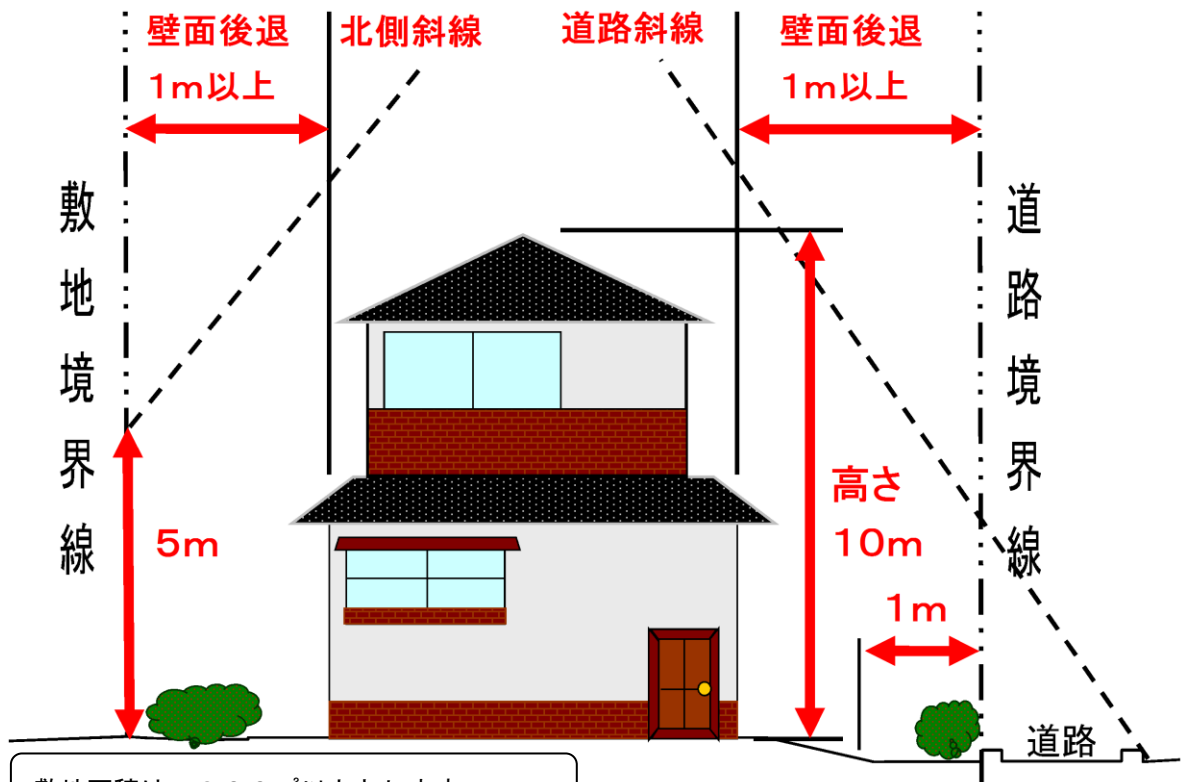 壁面後退
1m以上
北側斜線
道路斜線
壁面後退
1m以上
敷地境界線
道路境界線
5m
高さ
10m
1m
道路